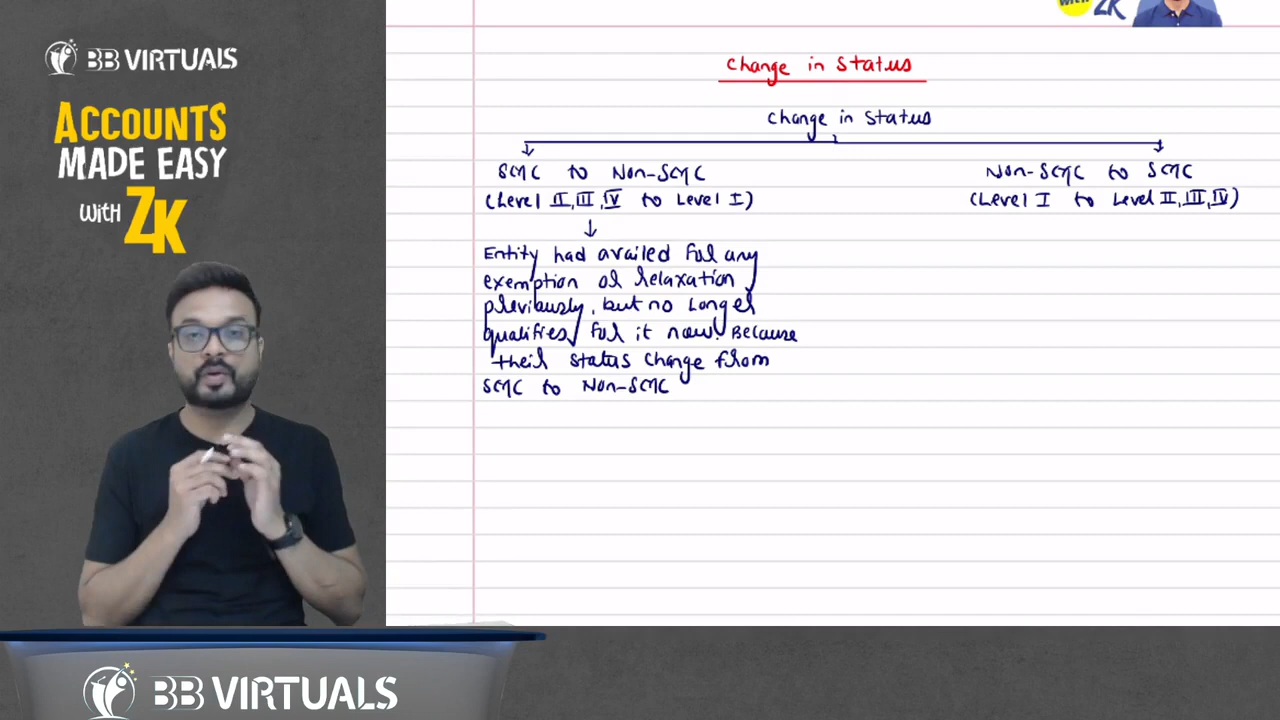 BB VIRTUALS
ACCOUNTS
MADE EASY
WITH ZK
WITH ZK
Change in Status
Change in Status
SMC to Non-SMC
(Level II, III, IV to Level I)
Non-SMC to SMC
(Level I to Level II, III, IV)
Entity had availed for any
exemption or relaxation
previously, but no longer
qualifies for it now. Because
their status change from
SMC to Non-SMC
BB VIRTUALS